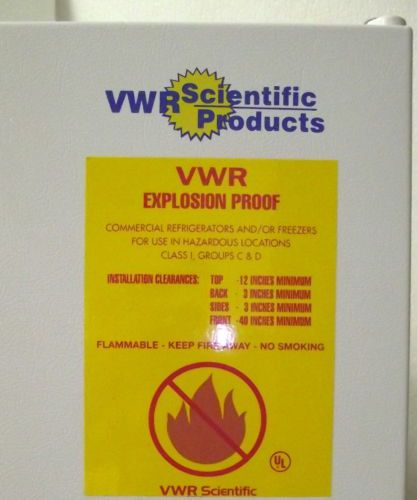 VWR Scientific
Products
VWR
EXPLOSION PROOF
COMMERCIAL REFRIGERATORS AND/OR FREEZERS
FOR USE IN HAZARDOUS LOCATIONS
CLASS I, GROUPS C & D
INSTALLATION CLEARANCES: TOP - 12 INCHES MINIMUM
BACK - 3 INCHES MINIMUM
SIDES - 3 INCHES MINIMUM
FRONT - 40 INCHES MINIMUM
FLAMMABLE - KEEP FIRE AWAY - NO SMOKING
UL
VWR Scientific